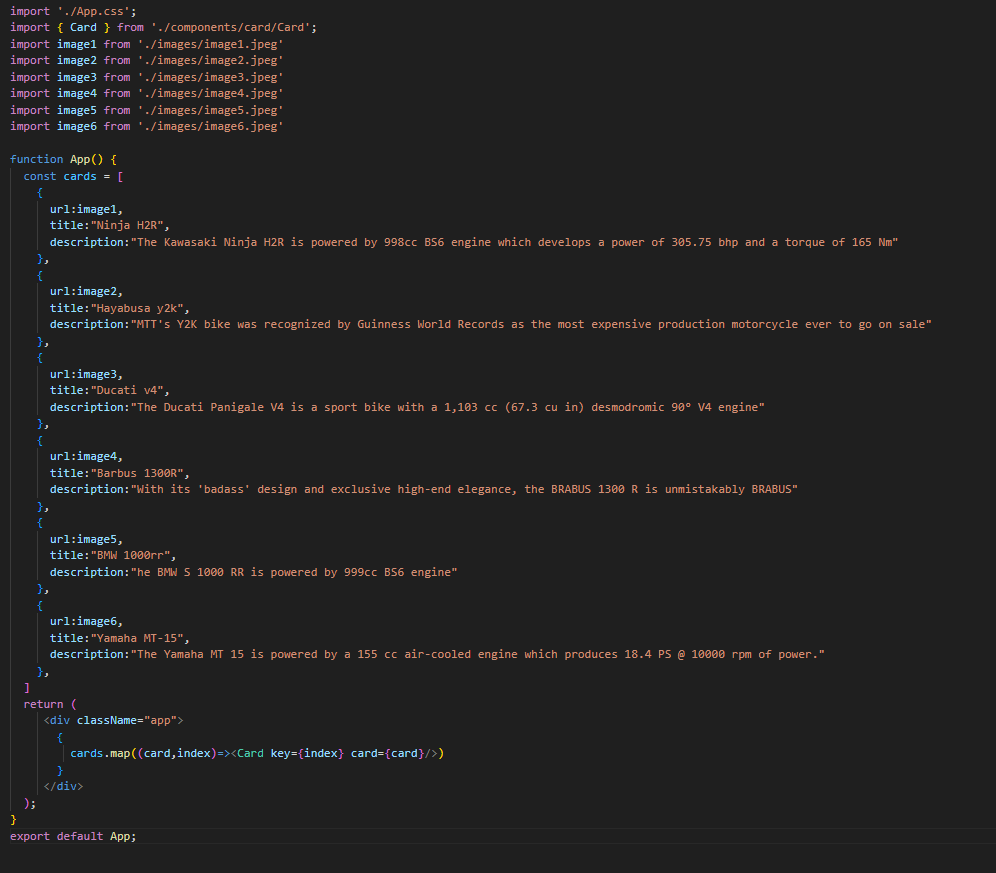 import './App.css';
import { Card } from './components/card/Card';
import image1 from './images/image1.jpeg'
import image2 from './images/image2.jpeg'
import image3 from './images/image3.jpeg'
import image4 from './images/image4.jpeg'
import image5 from './images/image5.jpeg'
import image6 from './images/image6.jpeg'

function App() {
  const cards = [
    {
      url:image1,
      title:"Ninja H2R",
      description:"The Kawasaki Ninja H2R is powered by 998cc BS6 engine which develops a power of 305.75 bhp and a torque of 165 Nm"
    },
    {
      url:image2,
      title:"Hayabusa y2k",
      description:"MTT's Y2K bike was recognized by Guinness World Records as the most expensive production motorcycle ever to go on sale"
    },
    {
      url:image3,
      title:"Ducati v4",
      description:"The Ducati Panigale V4 is a sport bike with a 1,103 cc (67.3 cu in) desmodromic 90° V4 engine"
    },
    {
      url:image4,
      title:"Barbus 1300R",
      description:"With its 'badass' design and exclusive high-end elegance, the BRABUS 1300 R is unmistakably BRABUS"
    },
    {
      url:image5,
      title:"BMW 1000rr",
      description:"he BMW S 1000 RR is powered by 999cc BS6 engine"
    },
    {
      url:image6,
      title:"Yamaha MT-15",
      description:"The Yamaha MT 15 is powered by a 155 cc air-cooled engine which produces 18.4 PS @ 10000 rpm of power."
    },
  ]
  return (
     <div className="app">
       {
         cards.map((card,index)=><Card key={index} card={card}/>)
       }
     </div>
  );
}
export default App;